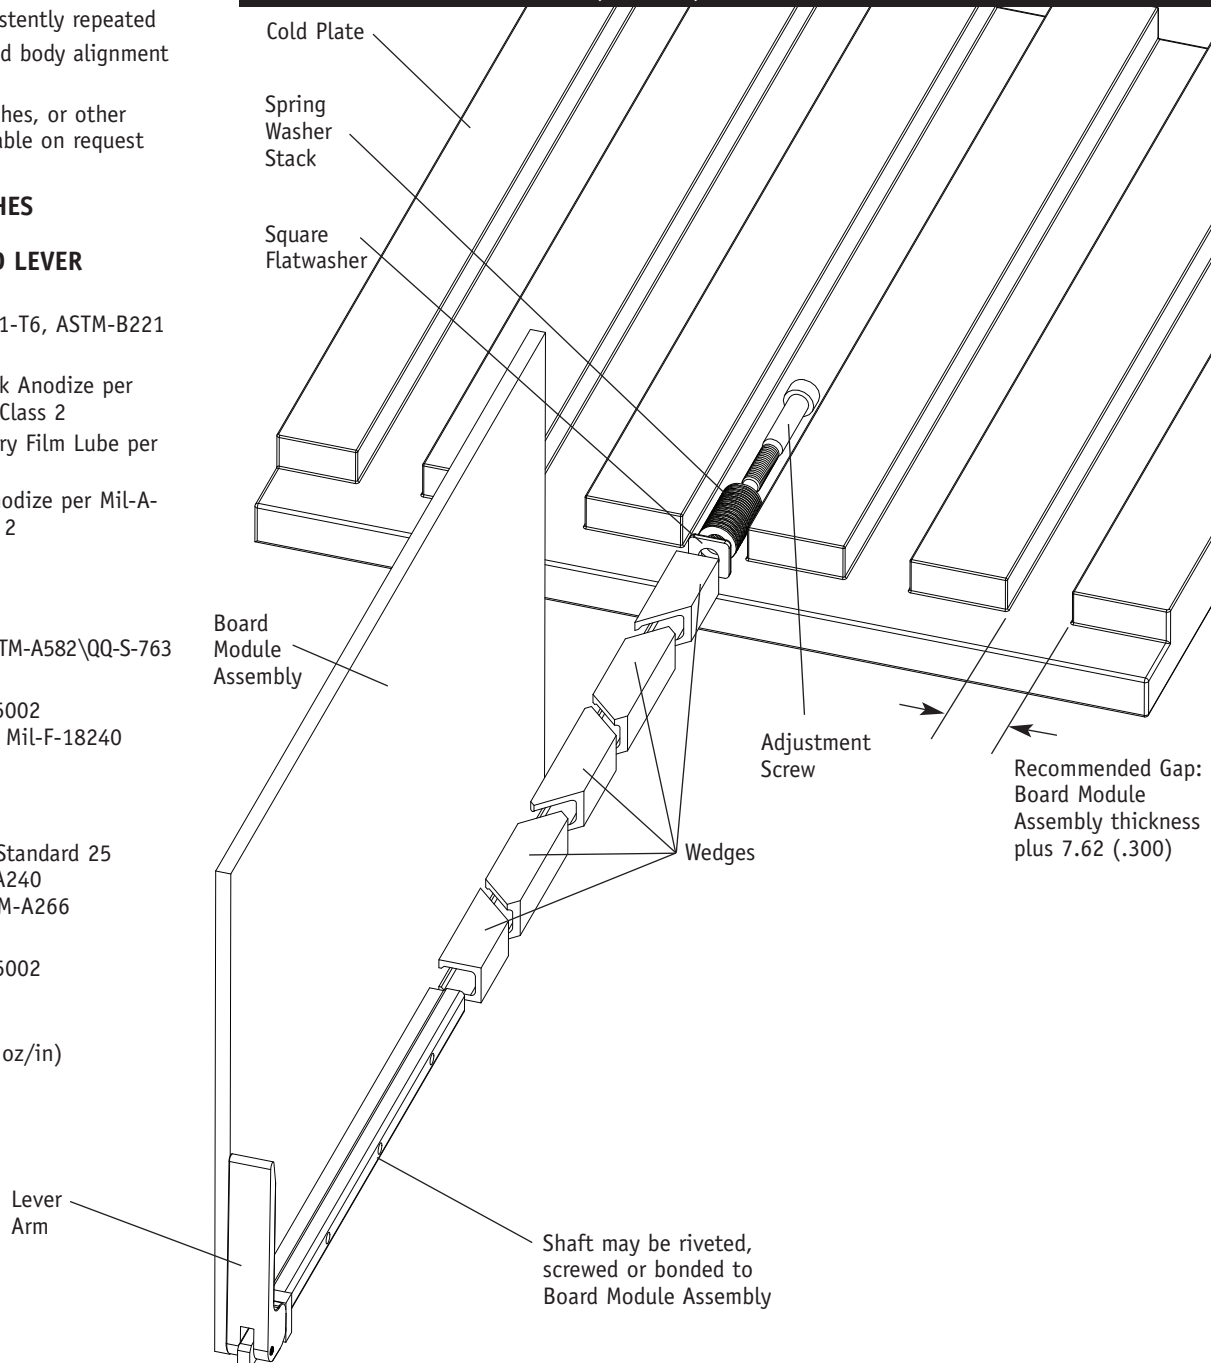 stently repeated
d body alignment
hes, or other
able on request
HES
D LEVER
1-T6, ASTM-B221
k Anodize per
Class 2
ry Film Lube per
nodize per Mil-A-
2
TM-A582\QQ-S-763
5002
Mil-F-18240
Standard 25
A240
M-A266
5002
oz/in)
Cold Plate
Spring
Washer
Stack
Square
Flatwasher
Board
Module
Assembly
Adjustment
Screw
Recommended Gap:
Board Module
Assembly thickness
plus 7.62 (.300)
Wedges
Lever
Arm
Shaft may be riveted,
screwed or bonded to
Board Module Assembly